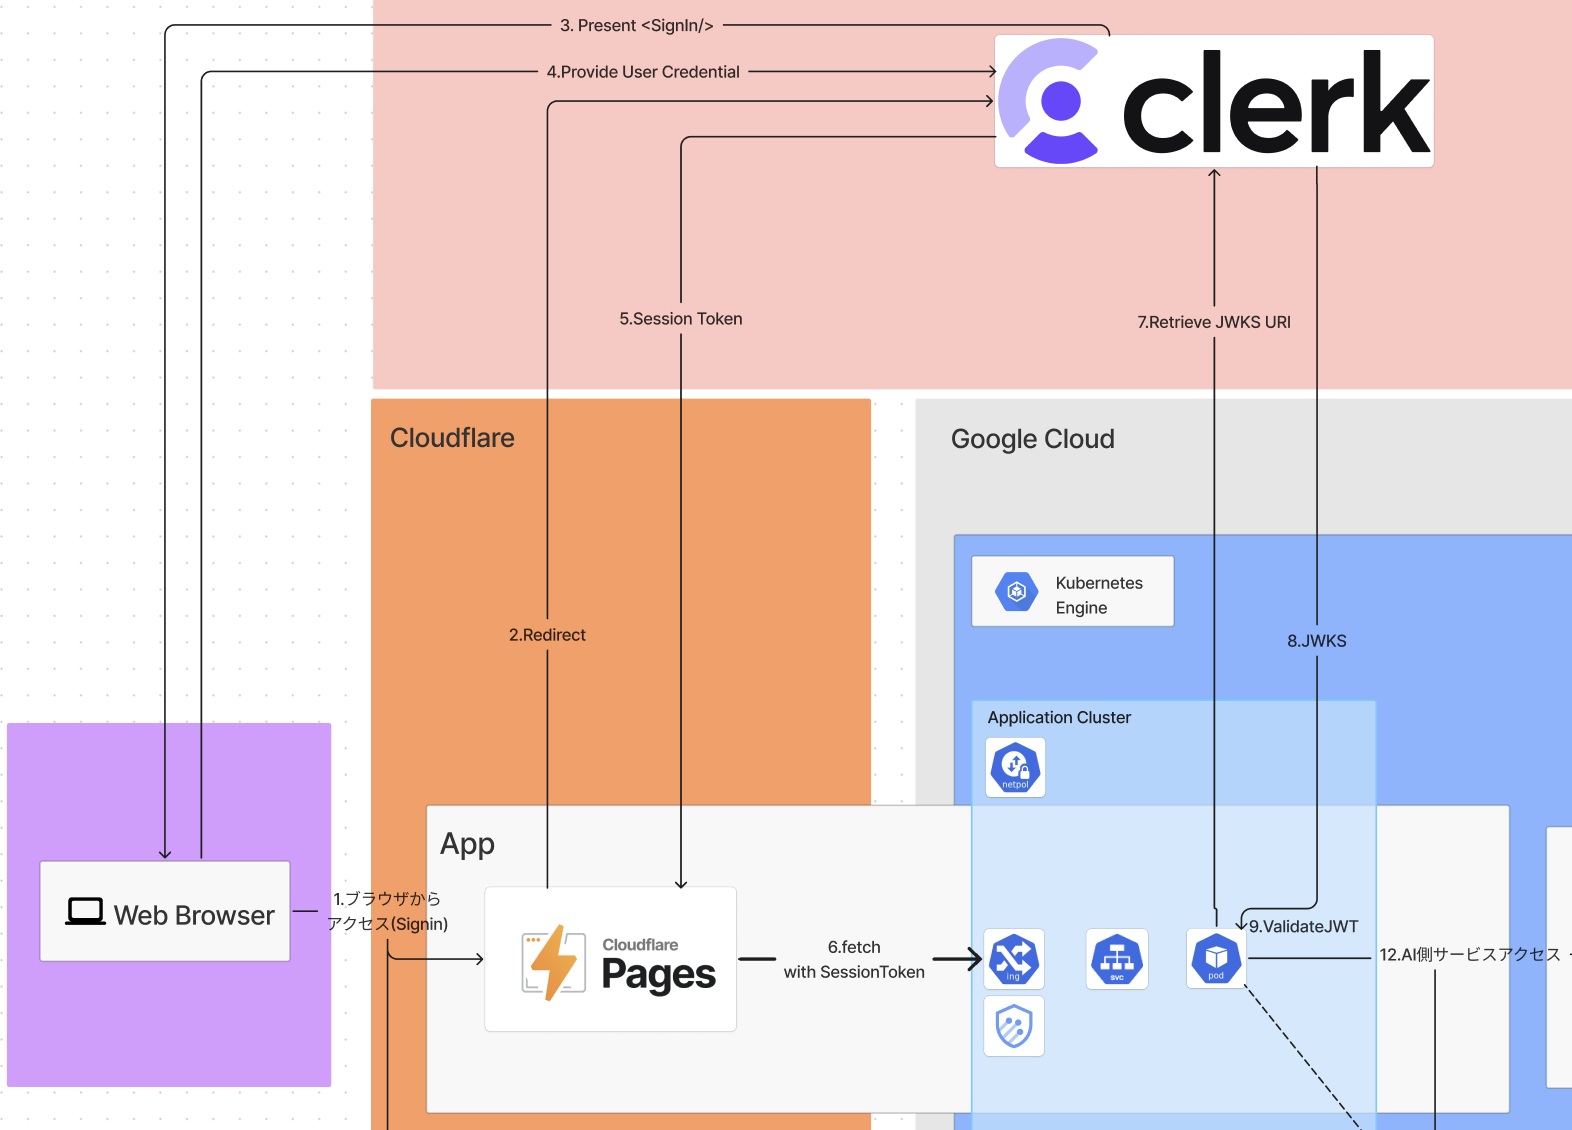 3. Present <SignIn/>
4.Provide User Credential
clerk
5.Session Token
7.Retrieve JWKS URI
Cloudflare
Google Cloud
Kubernetes
Engine
2.Redirect
8.JWKS
Application Cluster
netpol
App
Web Browser
1.ブラウザから
アクセス(Signin)
Cloudflare
Pages
6.fetch
with SessionToken
ing
svc
pod
9.ValidateJWT
12.AI側サービスアクセス